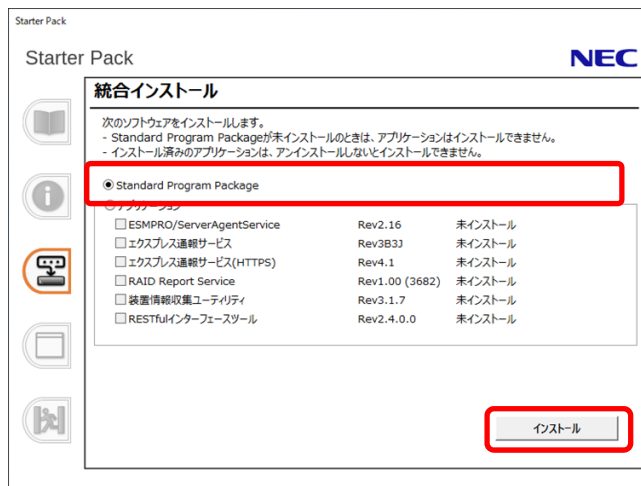 Starter Pack
Starter Pack
NEC
統合インストール
次のソフトウェアをインストールします。
- Standard Program Packageが未インストールのときは、アプリケーションはインストールできません。
- インストール済みのアプリケーションは、アンインストールしないとインストールできません。
Standard Program Package
アプリケーション
ESMPRO/ServerAgentService Rev2.16 未インストール
エクスプレス通報サービス Rev3B3J 未インストール
エクスプレス通報サービス(HTTPS) Rev4.1 未インストール
RAID Report Service Rev1.00 (3682) 未インストール
装置情報収集ユーティリティ Rev3.1.7 未インストール
RESTfulインターフェースツール Rev2.4.0.0 未インストール
インストール